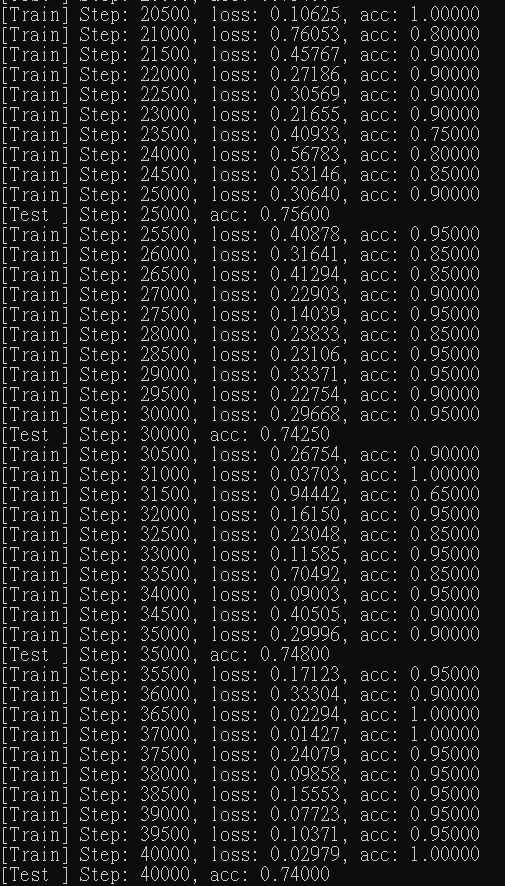 [Train] Step: 20500, loss: 0.10625, acc: 1.00000
[Train] Step: 21000, loss: 0.76053, acc: 0.80000
[Train] Step: 21500, loss: 0.45767, acc: 0.90000
[Train] Step: 22000, loss: 0.27186, acc: 0.90000
[Train] Step: 22500, loss: 0.30569, acc: 0.90000
[Train] Step: 23000, loss: 0.21655, acc: 0.90000
[Train] Step: 23500, loss: 0.40933, acc: 0.75000
[Train] Step: 24000, loss: 0.56783, acc: 0.80000
[Train] Step: 24500, loss: 0.53146, acc: 0.85000
[Train] Step: 25000, loss: 0.30640, acc: 0.90000
[Test ] Step: 25000, acc: 0.75600
[Train] Step: 25500, loss: 0.40878, acc: 0.95000
[Train] Step: 26000, loss: 0.31641, acc: 0.85000
[Train] Step: 26500, loss: 0.41294, acc: 0.85000
[Train] Step: 27000, loss: 0.22903, acc: 0.90000
[Train] Step: 27500, loss: 0.14039, acc: 0.95000
[Train] Step: 28000, loss: 0.23833, acc: 0.85000
[Train] Step: 28500, loss: 0.23106, acc: 0.95000
[Train] Step: 29000, loss: 0.33371, acc: 0.95000
[Train] Step: 29500, loss: 0.22754, acc: 0.90000
[Train] Step: 30000, loss: 0.29668, acc: 0.95000
[Test ] Step: 30000, acc: 0.74250
[Train] Step: 30500, loss: 0.26754, acc: 0.90000
[Train] Step: 31000, loss: 0.03703, acc: 1.00000
[Train] Step: 31500, loss: 0.94442, acc: 0.65000
[Train] Step: 32000, loss: 0.16150, acc: 0.95000
[Train] Step: 32500, loss: 0.23048, acc: 0.85000
[Train] Step: 33000, loss: 0.11585, acc: 0.95000
[Train] Step: 33500, loss: 0.70492, acc: 0.85000
[Train] Step: 34000, loss: 0.09003, acc: 0.95000
[Train] Step: 34500, loss: 0.40505, acc: 0.90000
[Train] Step: 35000, loss: 0.29996, acc: 0.90000
[Test ] Step: 35000, acc: 0.74800
[Train] Step: 35500, loss: 0.17123, acc: 0.95000
[Train] Step: 36000, loss: 0.33304, acc: 0.90000
[Train] Step: 36500, loss: 0.02294, acc: 1.00000
[Train] Step: 37000, loss: 0.01427, acc: 1.00000
[Train] Step: 37500, loss: 0.24079, acc: 0.95000
[Train] Step: 38000, loss: 0.09858, acc: 0.95000
[Train] Step: 38500, loss: 0.15553, acc: 0.95000
[Train] Step: 39000, loss: 0.07723, acc: 0.95000
[Train] Step: 39500, loss: 0.10371, acc: 0.95000
[Train] Step: 40000, loss: 0.02979, acc: 1.00000
[Test ] Step: 40000, acc: 0.74000